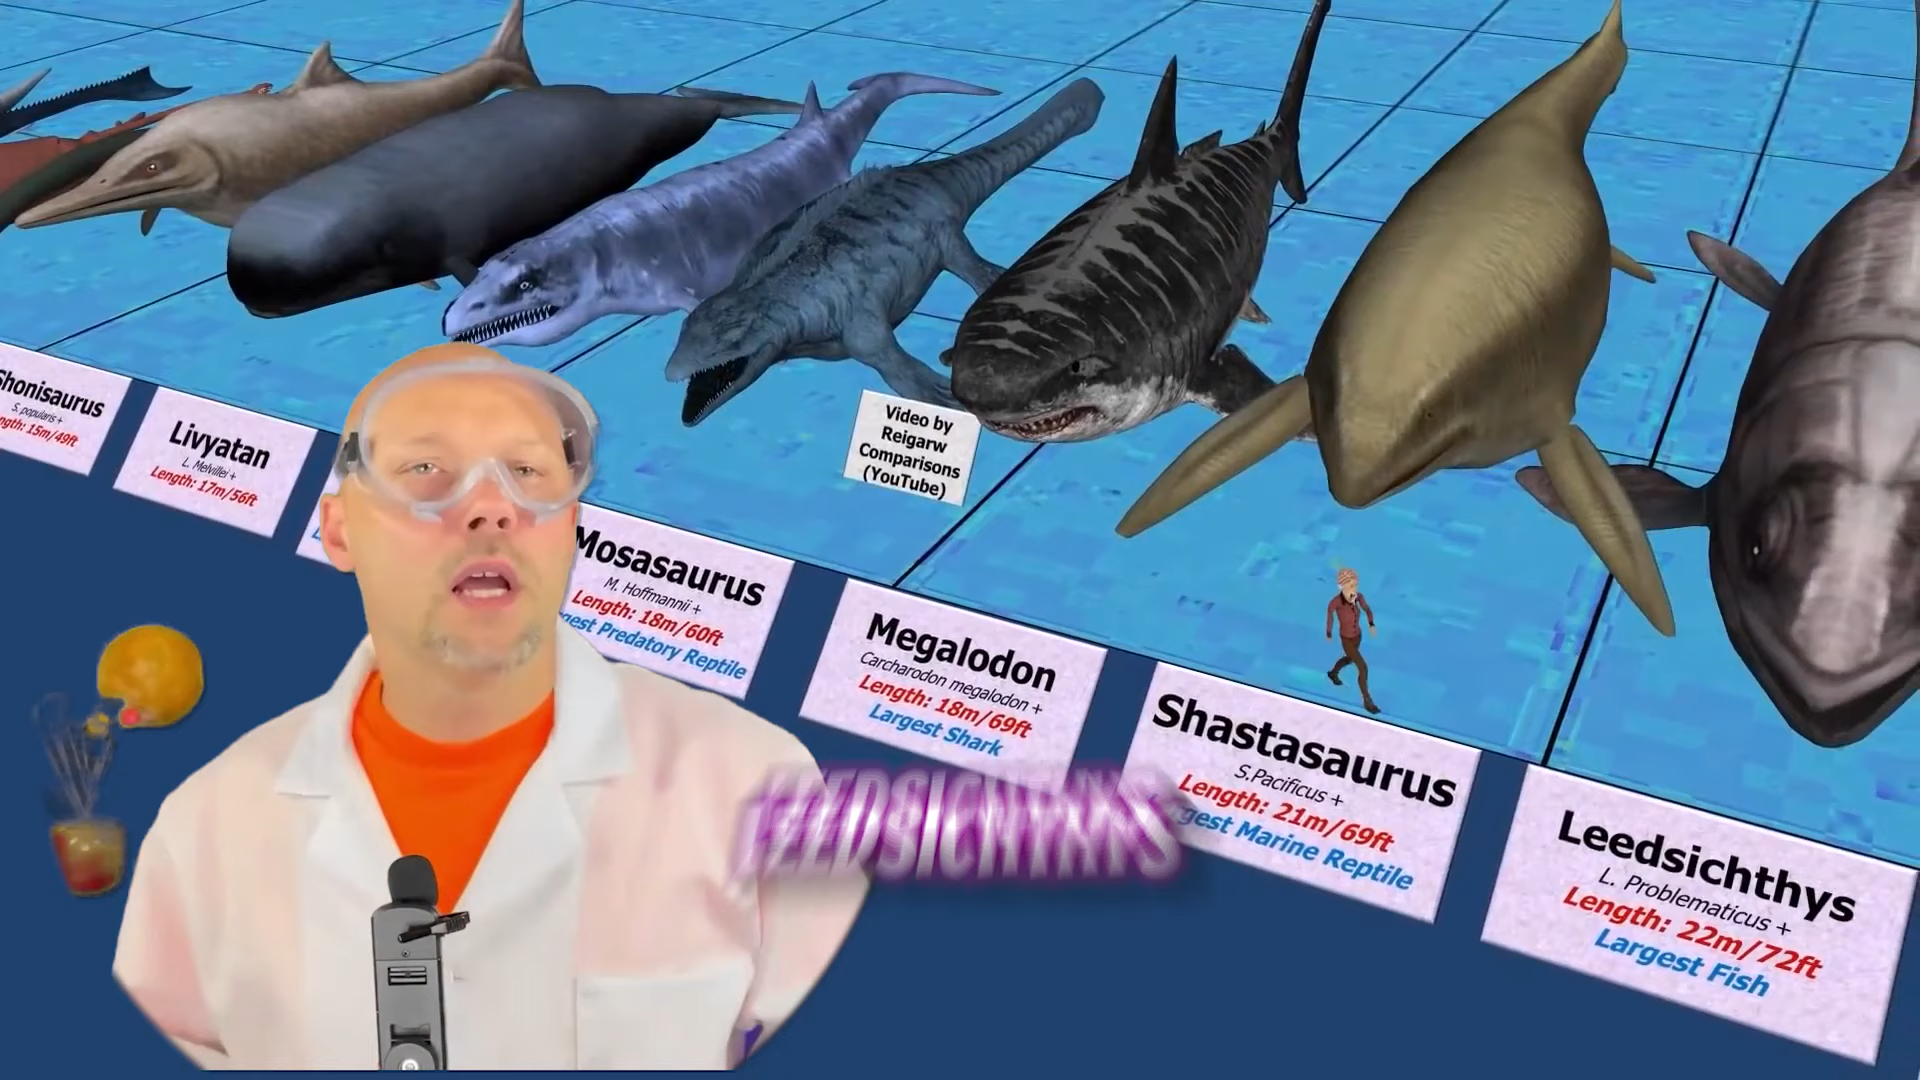 Shonisaurus
S. popularis +
ngth: 15m/49ft
Livyatan
L. Melvillei +
Length: 17m/56ft
Mosasaurus
M. Hoffmannii +
Length: 18m/60ft
gest Predatory Reptile
Video by
Reigarw
Comparisons
(YouTube)
Megalodon
Carcharodon megalodon +
Length: 18m/69ft
Largest Shark
Shastasaurus
S.Pacificus +
Length: 21m/69ft
gest Marine Reptile
Leedsichthys
L. Problematicus +
Length: 22m/72ft
Largest Fish
LEEDSICHTHYS